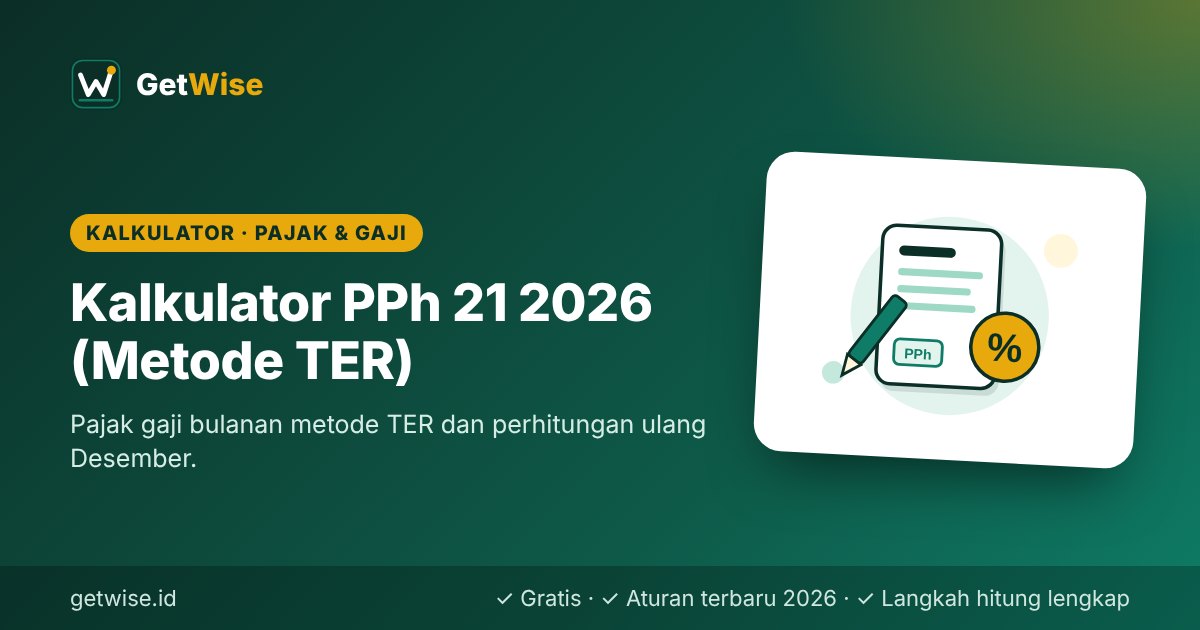 W GetWise
KALKULATOR · PAJAK & GAJI
Kalkulator PPh 21 2026
(Metode TER)
Pajak gaji bulanan metode TER dan perhitungan ulang
Desember.
PPh
%
getwise.id
✓ Gratis · ✓ Aturan terbaru 2026 · ✓ Langkah hitung lengkap